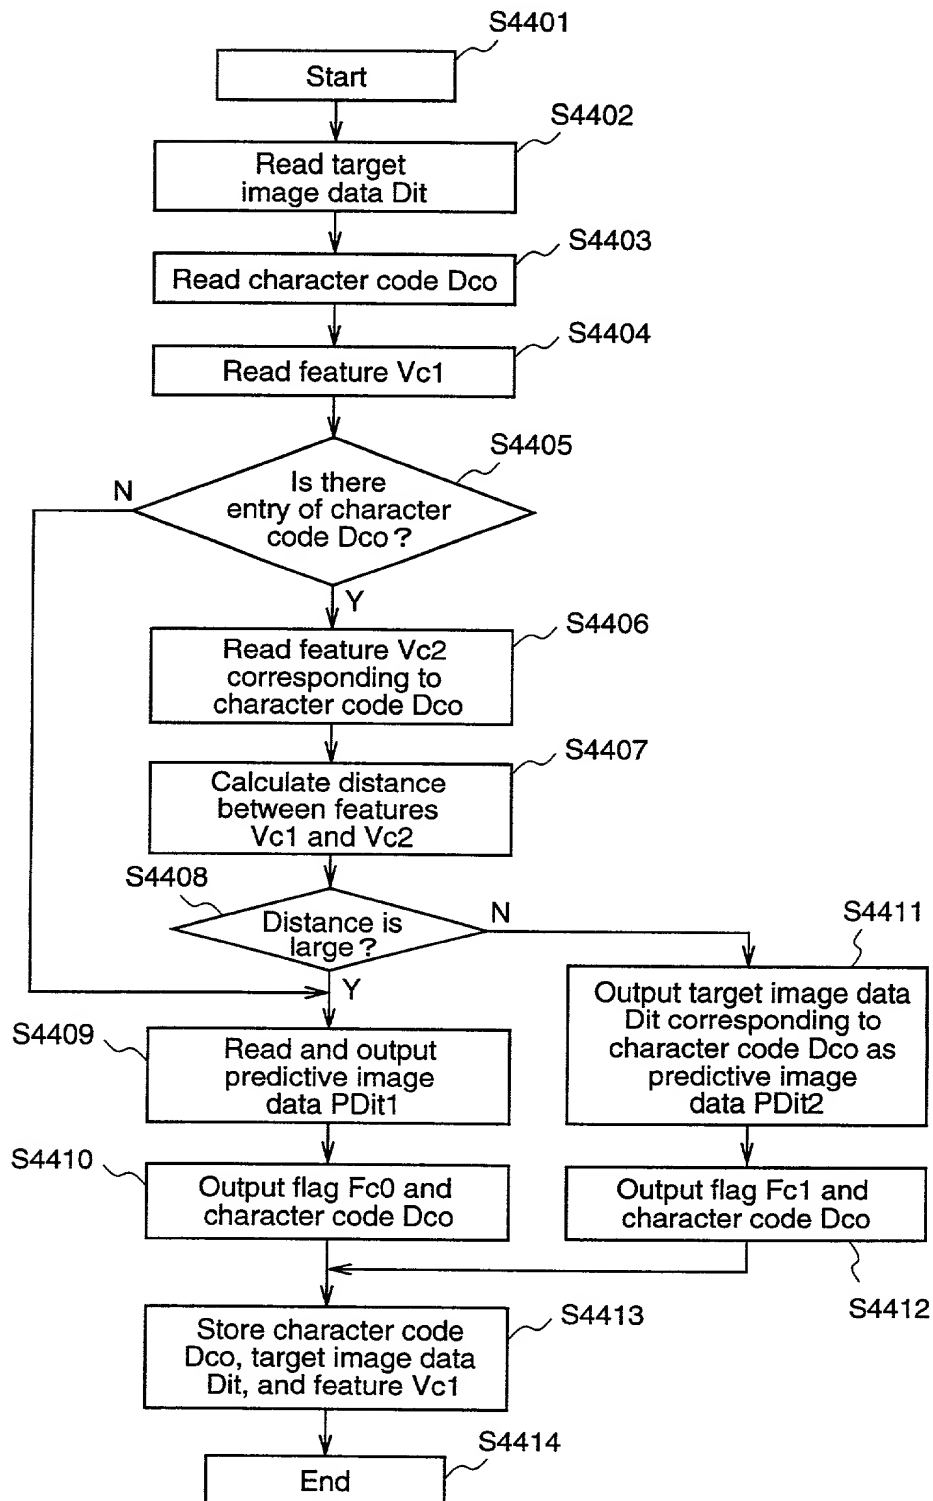 S4401
Start
S4402
Read target
image data Dit
S4403
Read character code Dco
S4404
Read feature Vc1
S4405
Is there
entry of character
code Dco?
N
Y
S4406
Read feature Vc2
corresponding to
character code Dco
S4407
Calculate distance
between features
Vc1 and Vc2
S4408
Distance is
large?
N
Y
S4411
Output target image data
Dit corresponding to
character code Dco as
predictive image
data PDit2
S4409
Read and output
predictive image
data PDit1
S4410
Output flag Fc0 and
character code Dco
Output flag Fc1 and
character code Dco
S4412
S4413
Store character code
Dco, target image data
Dit, and feature Vc1
S4414
End